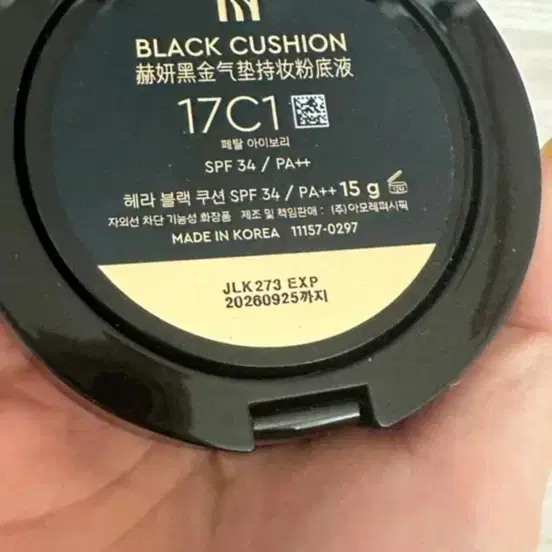 BLACK CUSHION
赫妍黑金气垫持妆粉底液
17C1
페탈 아이보리
SPF 34 / PA++
헤라 블랙 쿠션 SPF 34 / PA++ 15 g
자외선 차단 기능성 화장품 제조 및 책임판매 : (주)아모레퍼시픽
MADE IN KOREA 11157-0297
JLK273 EXP
20260925까지